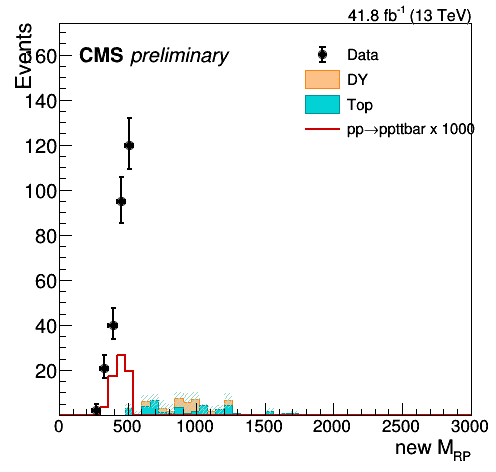 41.8 fb⁻¹ (13 TeV)
Events
CMS preliminary
Data
DY
Top
pp→ppttbar x 1000
160
140
120
100
80
60
40
20
0 500 1000 1500 2000 2500 3000
new M_RP